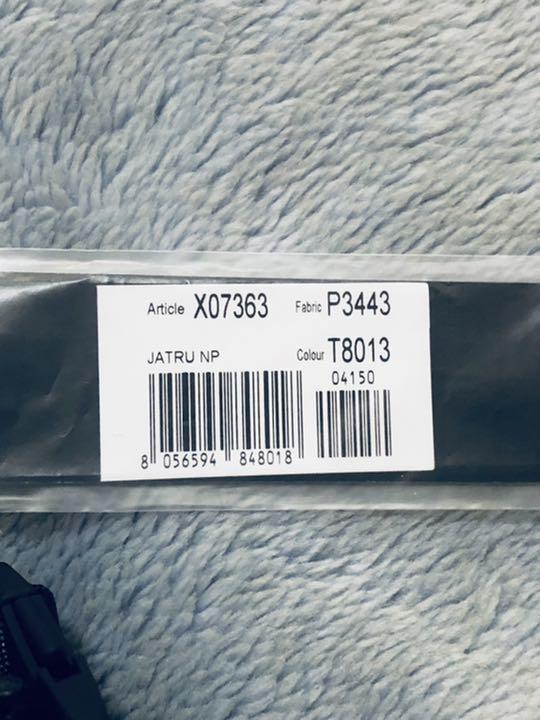 Article X07363 Fabric P3443
JATRU NP Colour T8013
04150
8 056594 848018